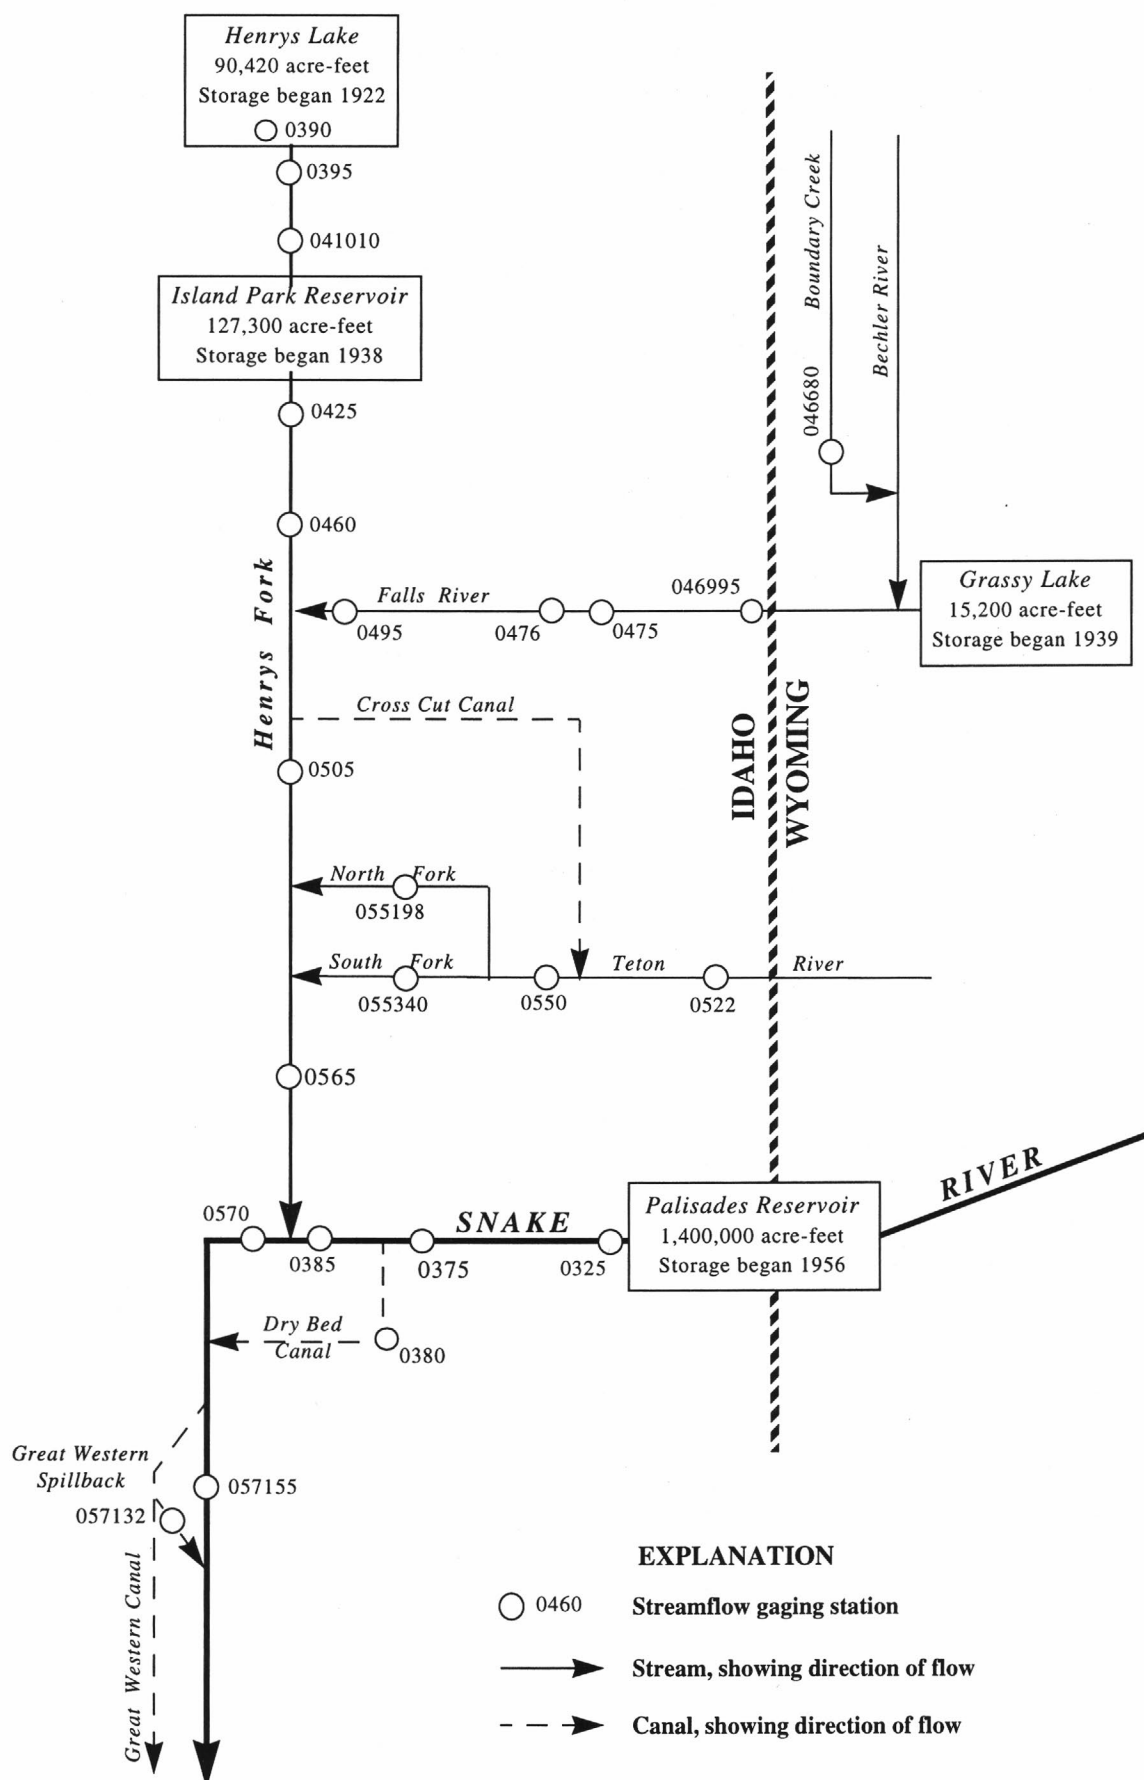 Henrys Lake
90,420 acre-feet
Storage began 1922
0390
0395
041010
Island Park Reservoir
127,300 acre-feet
Storage began 1938
0425
0460
Boundary Creek
Bechler River
046680
Henrys Fork
Falls River
046995
0495
0476
0475
Grassy Lake
15,200 acre-feet
Storage began 1939
Cross Cut Canal
IDAHO
WYOMING
0505
North Fork
055198
South Fork
Teton River
055340
0550
0522
0565
RIVER
Palisades Reservoir
1,400,000 acre-feet
Storage began 1956
0570
SNAKE
0385
0375
0325
Dry Bed
Canal
0380
Great Western
Spillback
057155
057132
Great Western Canal
EXPLANATION
0460 Streamflow gaging station
Stream, showing direction of flow
Canal, showing direction of flow